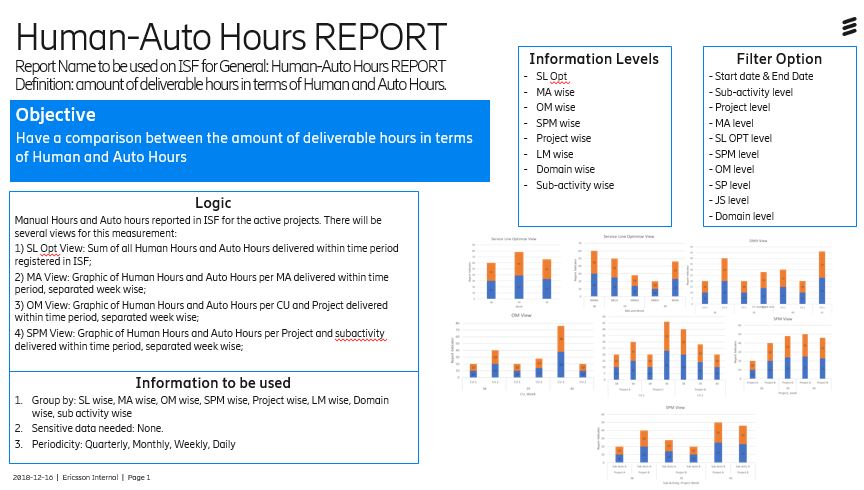 Human-Auto Hours REPORT
Report Name to be used on ISF for General: Human-Auto Hours REPORT
Definition: amount of deliverable hours in terms of Human and Auto Hours.
Objective
Have a comparison between the amount of deliverable hours in terms
of Human and Auto Hours
Logic
Manual Hours and Auto hours reported in ISF for the active projects. There will be
several views for this measurement:
1) SL Opt View: Sum of all Human Hours and Auto Hours delivered within time period
registered in ISF;
2) MA View: Graphic of Human Hours and Auto Hours per MA delivered within time
period, separated week wise;
3) OM View: Graphic of Human Hours and Auto Hours per CU and Project delivered
within time period, separated week wise;
4) SPM View: Graphic of Human Hours and Auto Hours per Project and subactivity
delivered within time period, separated week wise;
Information to be used
1. Group by: SL wise, MA wise, OM wise, SPM wise, Project wise, LM wise, Domain
wise, sub activity wise
2. Sensitive data needed: None.
3. Periodicity: Quarterly, Monthly, Weekly, Daily
Information Levels
- SL Opt
- MA wise
- OM wise
- SPM wise
- Project wise
- LM wise
- Domain wise
- Sub-activity wise
Filter Option
- Start date & End Date
- Sub-activity level
- Project level
- MA level
- SL OPT level
- SPM level
- OM level
- SP level
- JS level
- Domain level
Service Line Optimize View
Service Line Optimize View
OM View
SPM View
SPM View
2018-12-16 | Ericsson Internal | Page 1